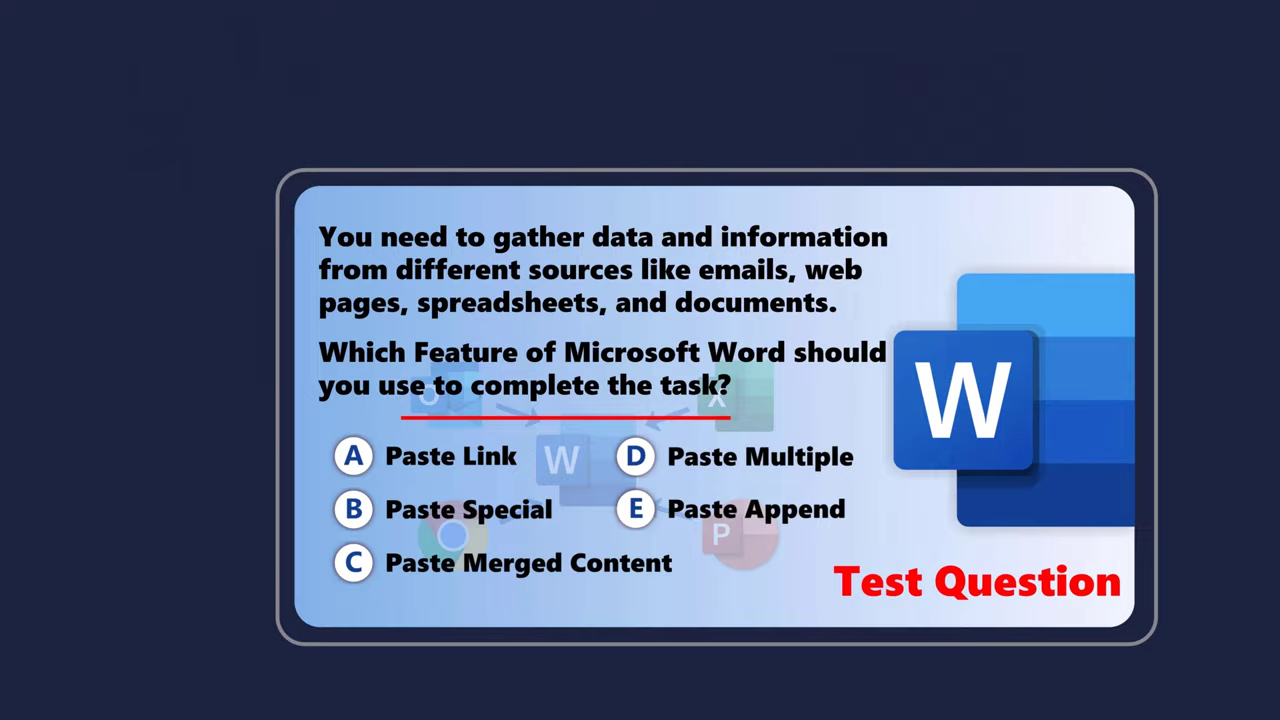 You need to gather data and information
from different sources like emails, web
pages, spreadsheets, and documents.
Which Feature of Microsoft Word should
you use to complete the task?
A Paste Link
B Paste Special
C Paste Merged Content
D Paste Multiple
E Paste Append
W
O
X
W
P
Test Question